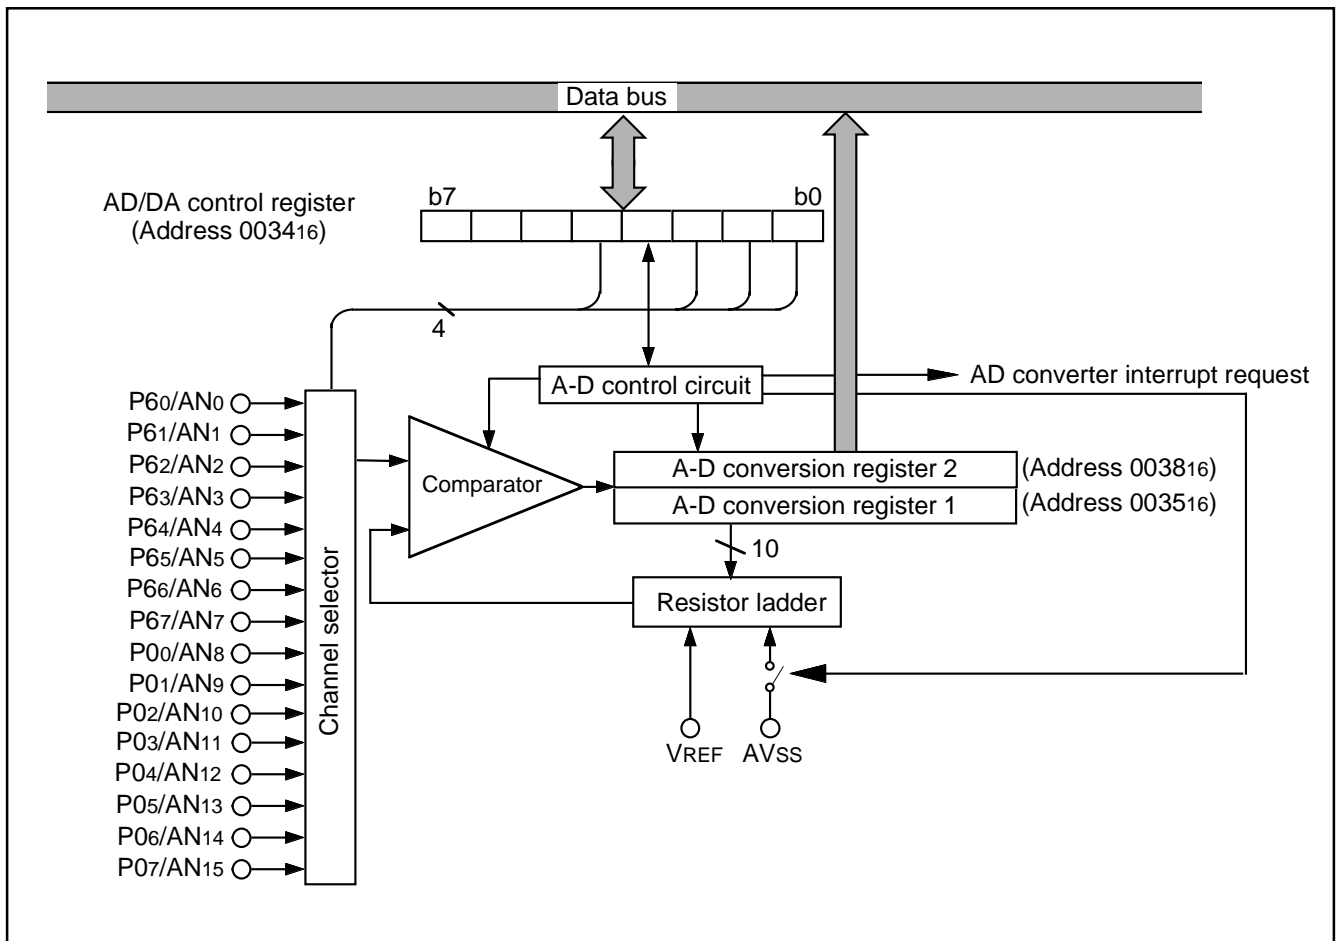 Data bus
AD/DA control register
(Address 003416)
b7
b0
4
A-D control circuit
AD converter interrupt request
P60/AN0
P61/AN1
P62/AN2
P63/AN3
P64/AN4
P65/AN5
P66/AN6
P67/AN7
P00/AN8
P01/AN9
P02/AN10
P03/AN11
P04/AN12
P05/AN13
P06/AN14
P07/AN15
Channel selector
Comparator
A-D conversion register 2
(Address 003816)
A-D conversion register 1
(Address 003516)
10
Resistor ladder
VREF
AVSS